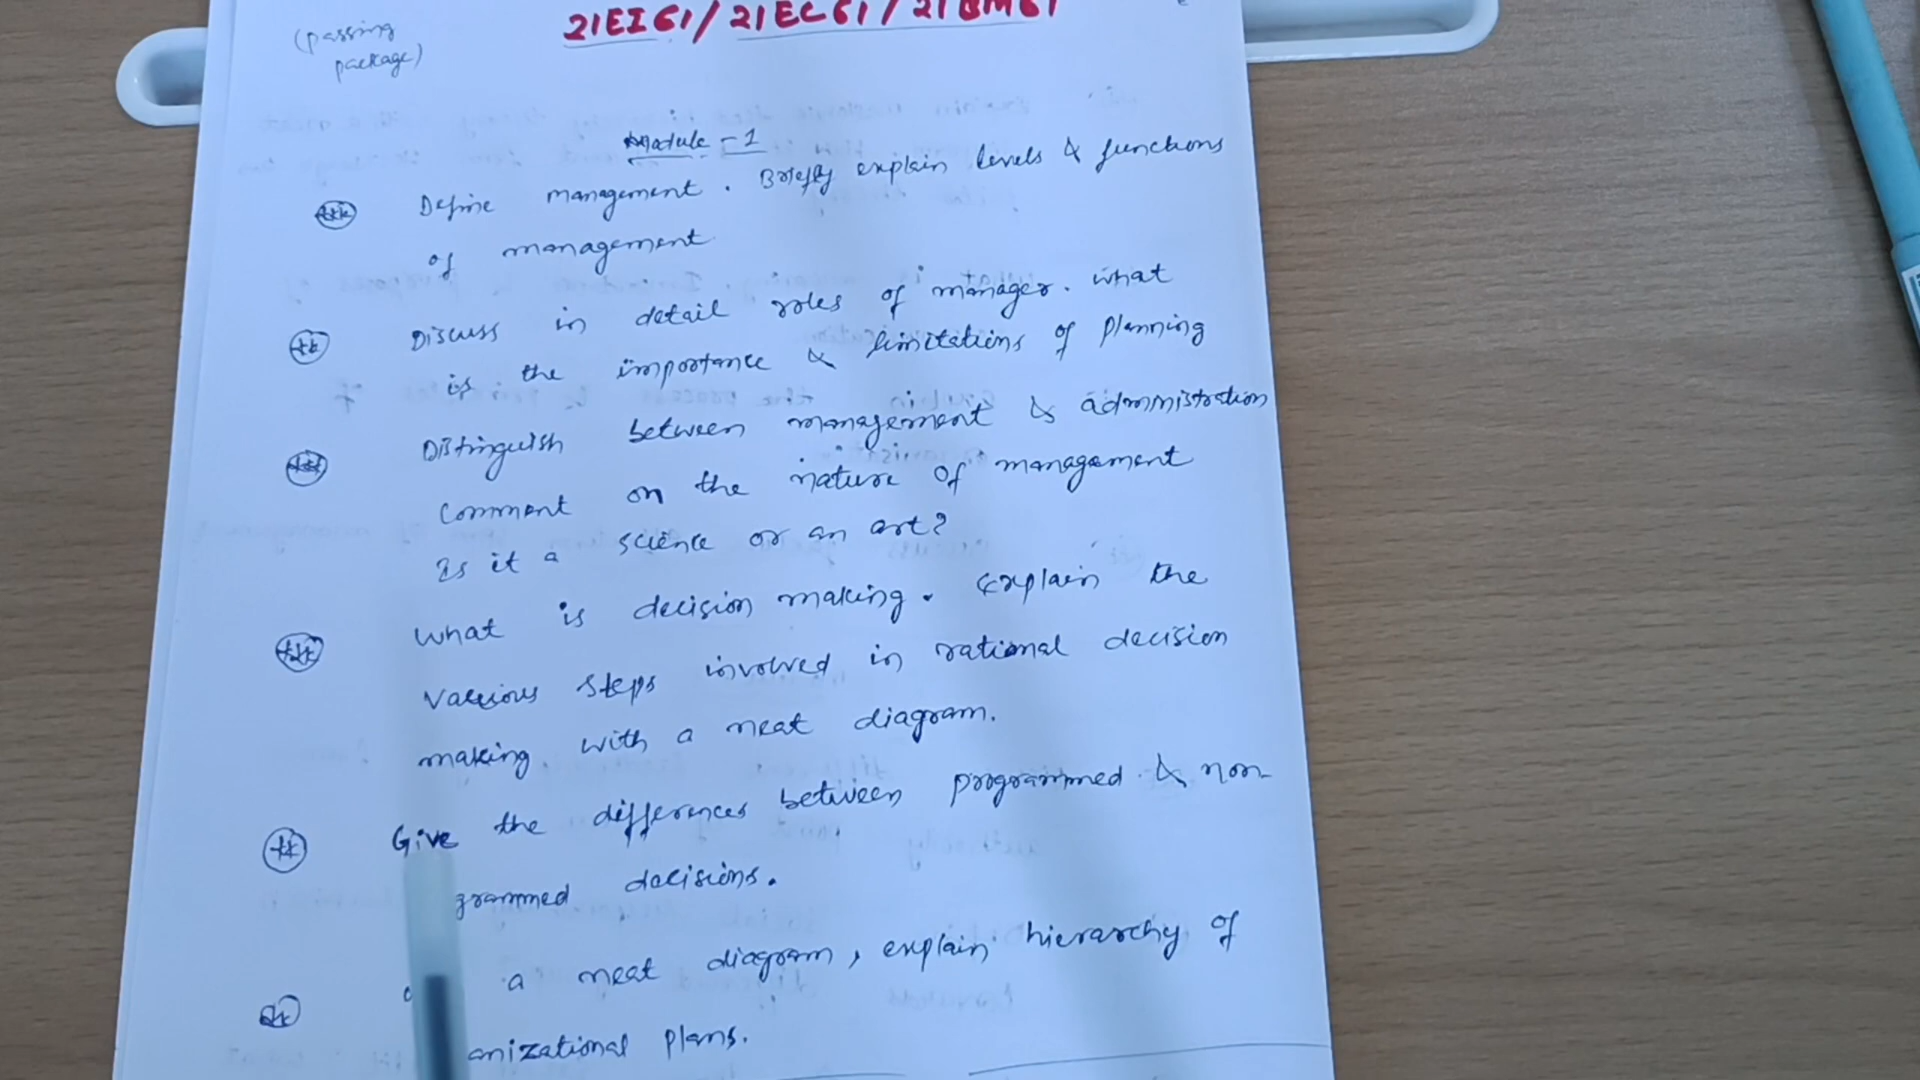 (passing
package)
21EI61/21EC61/21BM61
Module - 1
Define management. Briefly explain levels & functions
of management
Discuss in detail roles of manager. what
is the importance & limitations of planning
Distinguish between management & administration
comment on the nature of management
Is it a science or an art?
what is decision making. Explain the
various steps involved in rational decision
making with a neat diagram.
Give the differences between programmed & non-
grammed decisions.
a neat diagram, explain hierarchy of
anizational plans.